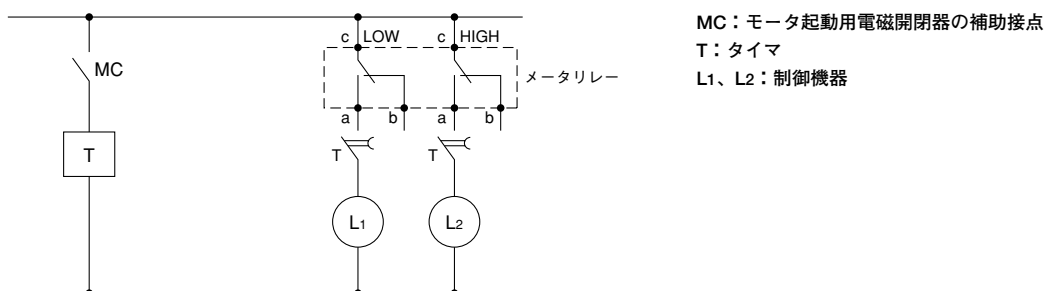 MC：モータ起動用電磁開閉器の補助接点
T：タイマ
L1、L2：制御機器
c LOW c HIGH
MC
メータリレー
a b a b
T T T
L1 L2